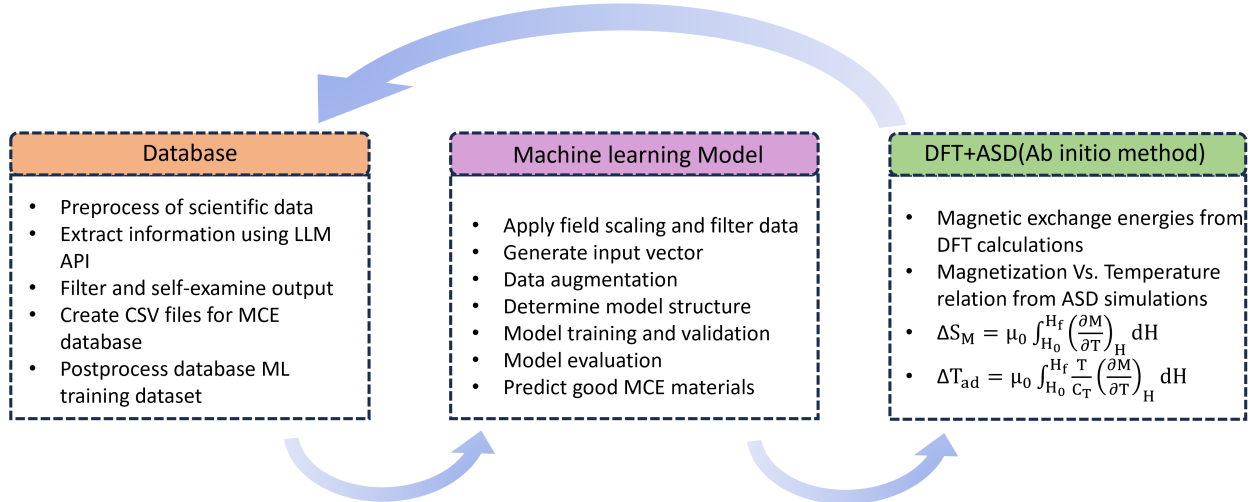 Database
• Preprocess of scientific data
• Extract information using LLM
API
• Filter and self-examine output
• Create CSV files for MCE
database
• Postprocess database ML
training dataset
Machine learning Model
• Apply field scaling and filter data
• Generate input vector
• Data augmentation
• Determine model structure
• Model training and validation
• Model evaluation
• Predict good MCE materials
DFT+ASD(Ab initio method)
• Magnetic exchange energies from
DFT calculations
• Magnetization Vs. Temperature
relation from ASD simulations
• ΔS_M = μ₀ ∫_{H₀}^{H_f} (∂M/∂T)_H dH
• ΔT_ad = μ₀ ∫_{H₀}^{H_f} T/C_T (∂M/∂T)_H dH